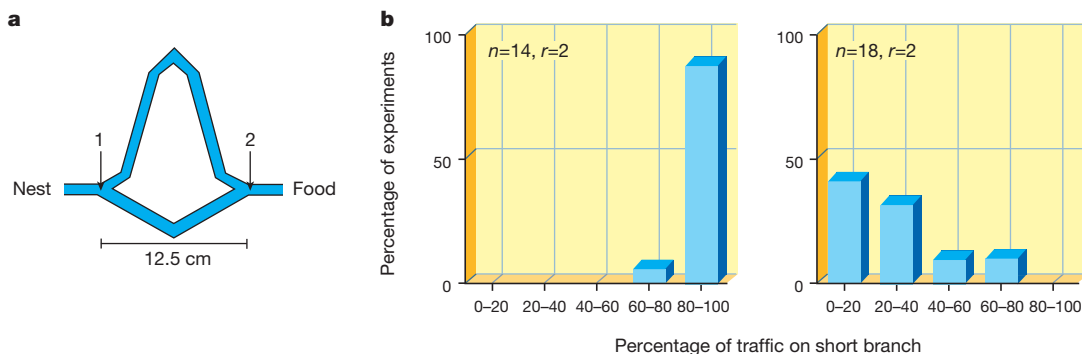 a
1
2
Nest
Food
12.5 cm
b
Percentage of experiments
100
50
0
n=14, r=2
0–20 20–40 40–60 60–80 80–100
100
50
0
n=18, r=2
0–20 20–40 40–60 60–80 80–100
Percentage of traffic on short branch